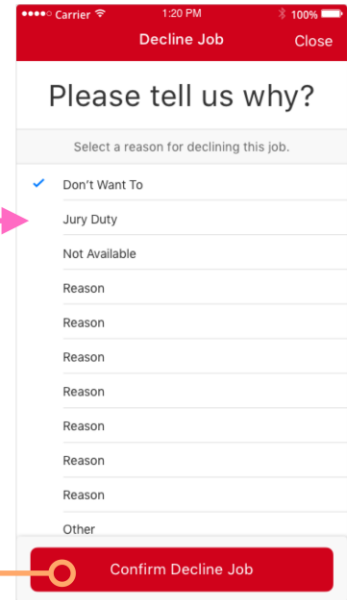 Carrier 1:20 PM 100%
Decline Job Close
Please tell us why?
Select a reason for declining this job.
Don't Want To
Jury Duty
Not Available
Reason
Reason
Reason
Reason
Reason
Reason
Reason
Other
Confirm Decline Job